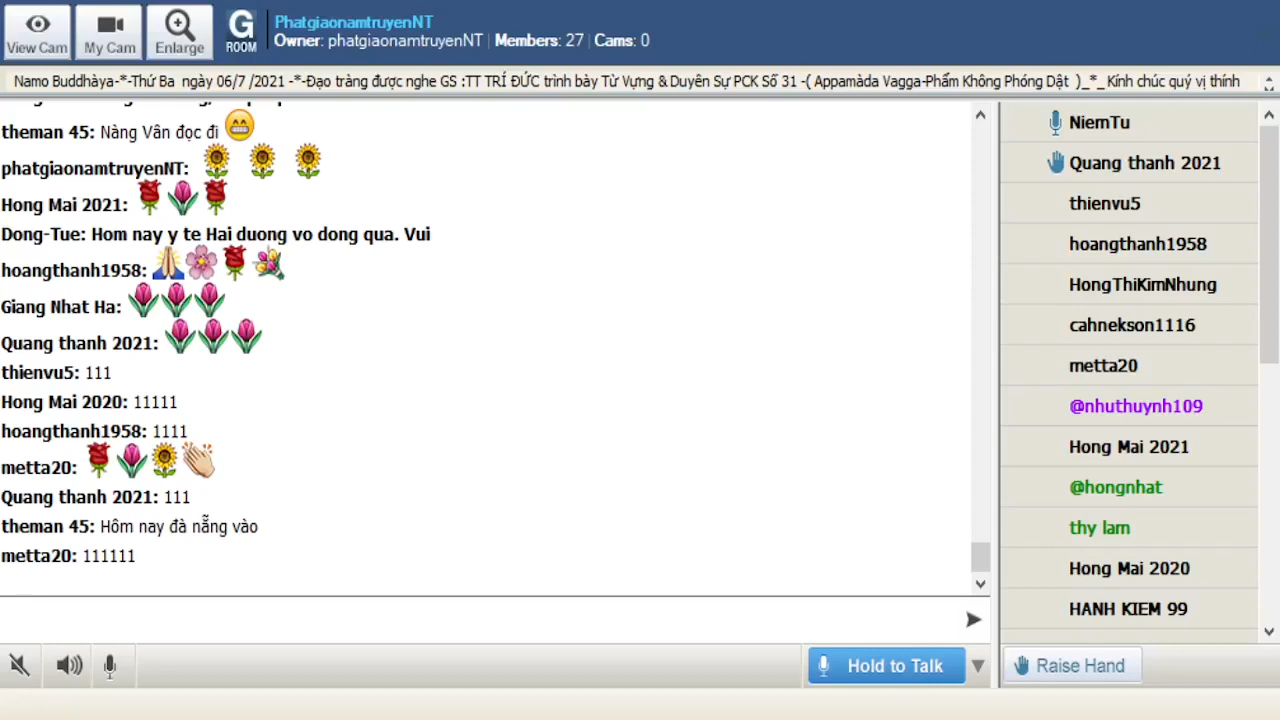 View Cam
My Cam
Enlarge
G
ROOM
PhatgiaonamtruyenNT
Owner: phatgiaonamtruyenNT | Members: 27 | Cams: 0
Namo Buddhàya-*-Thứ Ba ngày 06/7 /2021 -*-Đạo tràng được nghe GS :TT TRÍ ĐỨC trình bày Từ Vựng & Duyên Sự PCK Số 31 -( Appamàda Vagga-Phẩm Không Phóng Dật )_*_ Kính chúc quý vị thính
theman 45: Nàng Vân đọc đi
phatgiaonamtruyenNT:
Hong Mai 2021:
Dong-Tue: Hom nay y te Hai duong vo dong qua. Vui
hoangthanh1958:
Giang Nhat Ha:
Quang thanh 2021:
thienvu5: 111
Hong Mai 2020: 11111
hoangthanh1958: 1111
metta20:
Quang thanh 2021: 111
theman 45: Hôm nay đà nẵng vào
metta20: 111111
NiemTu
Quang thanh 2021
thienvu5
hoangthanh1958
HongThiKimNhung
cahnekson1116
metta20
@nhuthuynh109
Hong Mai 2021
@hongnhat
thy lam
Hong Mai 2020
HANH KIEM 99
Hold to Talk
Raise Hand